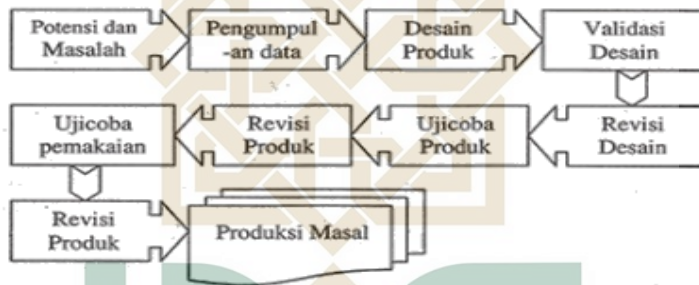 Potensi dan
Masalah
Pengumpul
-an data
Desain
Produk
Validasi
Desain
Revisi
Desain
Ujicoba
Produk
Revisi
Produk
Ujicoba
pemakaian
Revisi
Produk
Produksi Masal